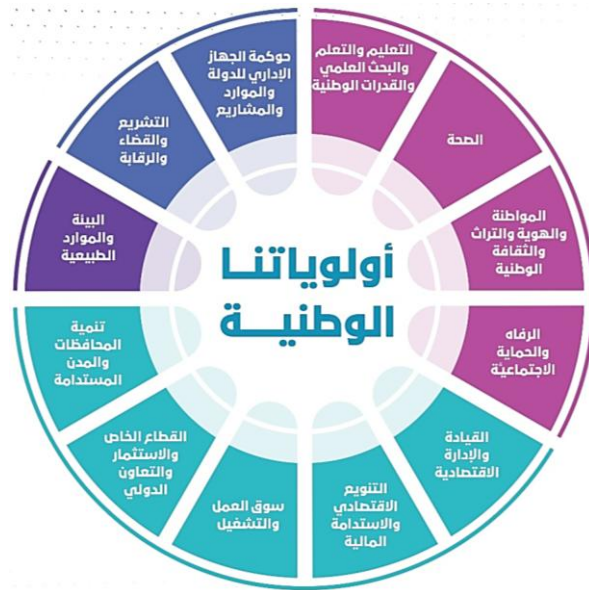 أولوياتنا
الوطنية
التعليم والتعلم
والبحث العلمي
والقدرات الوطنية
الصحة
المواطنة
والهوية والتراث
والثقافة
الوطنية
الرفاه
والحماية
الاجتماعية
القيادة
والإدارة
الاقتصادية
التنويع
الاقتصادي
والاستدامة
المالية
سوق العمل
والتشغيل
القطاع الخاص
والاستثمار
والتعاون
الدولي
تنمية
المحافظات
والمدن
المستدامة
البيئة
والموارد
الطبيعية
التشريع
والقضاء
والرقابة
حوكمة الجهاز
الإداري للدولة
والموارد
والمشاريع